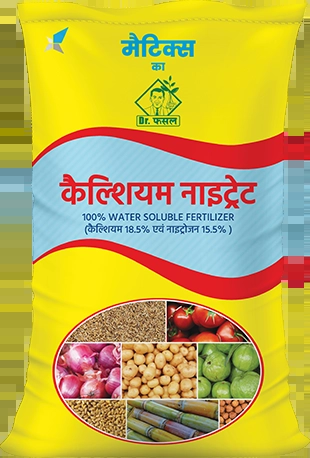 मैटिक्स
का
Dr. फसल
कैल्शियम नाइट्रेट
100% WATER SOLUBLE FERTILIZER
(कैल्शियम 18.5% एवं नाइट्रोजन 15.5% )